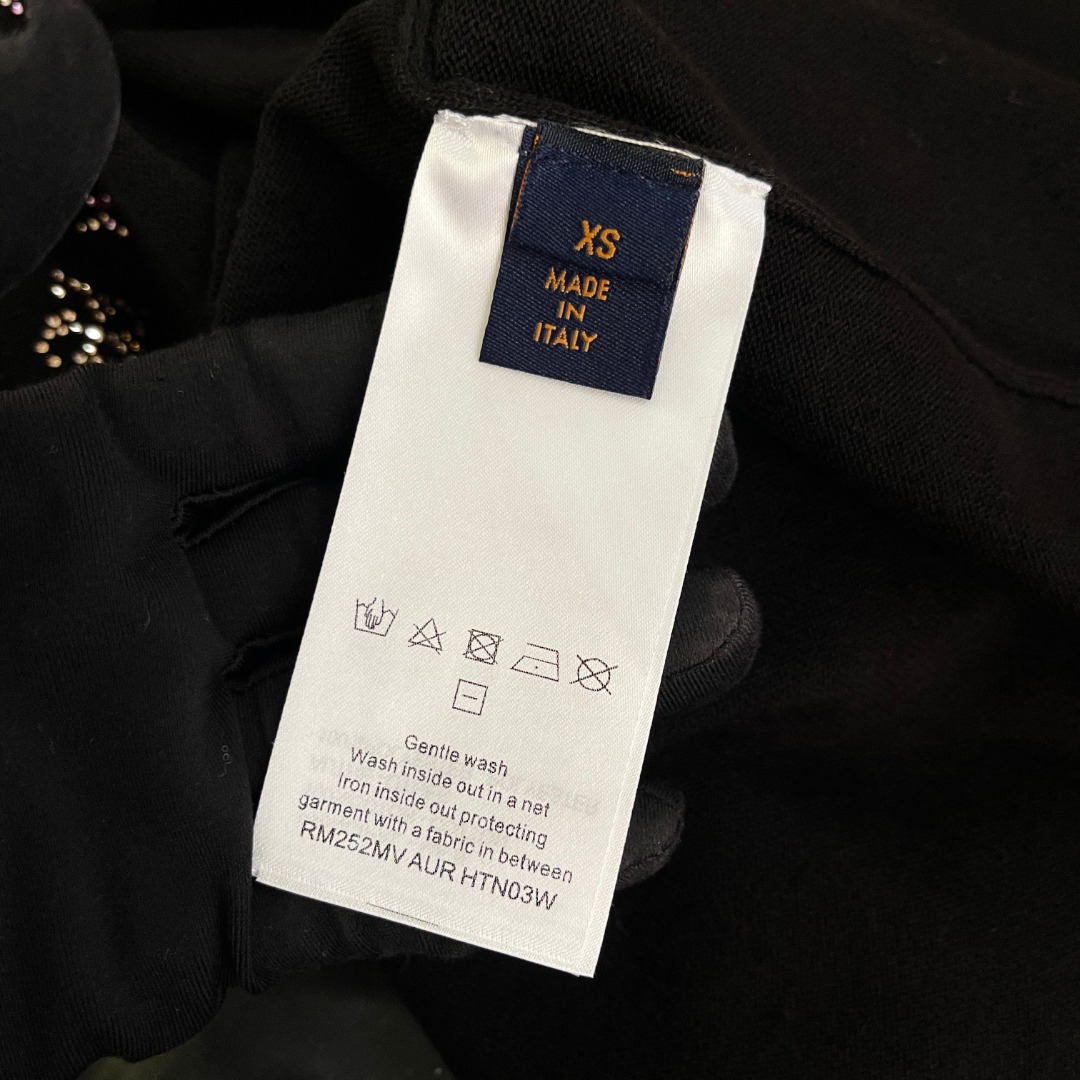 XS
MADE
IN
ITALY
Gentle wash
Wash inside out in a net
Iron inside out protecting
garment with a fabric in between
RM252MV AUR HTN03W